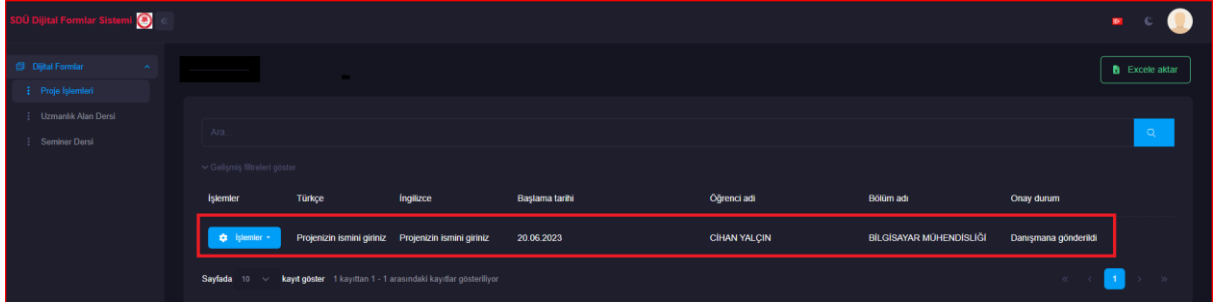 SDÜ Dijital Formlar Sistemi
Dijital Formlar
Excele aktar
Proje İşlemleri
Uzmanlık Alan Dersi
Ara..
Seminer Dersi
Gelişmiş filtreleri göster
İşlemler Türkçe İngilizce Başlama tarihi Öğrenci adi Bölüm adı Onay durum
İşlemler Projenizin ismini giriniz Projenizin ismini giriniz 20.06.2023 CİHAN YALÇIN BİLGİSAYAR MÜHENDİSLİĞİ Danışmana gönderildi
Sayfada 10 kayıt göster 1 kayıttan 1 - 1 arasındaki kayıtlar gösteriliyor « ‹ 1 › »